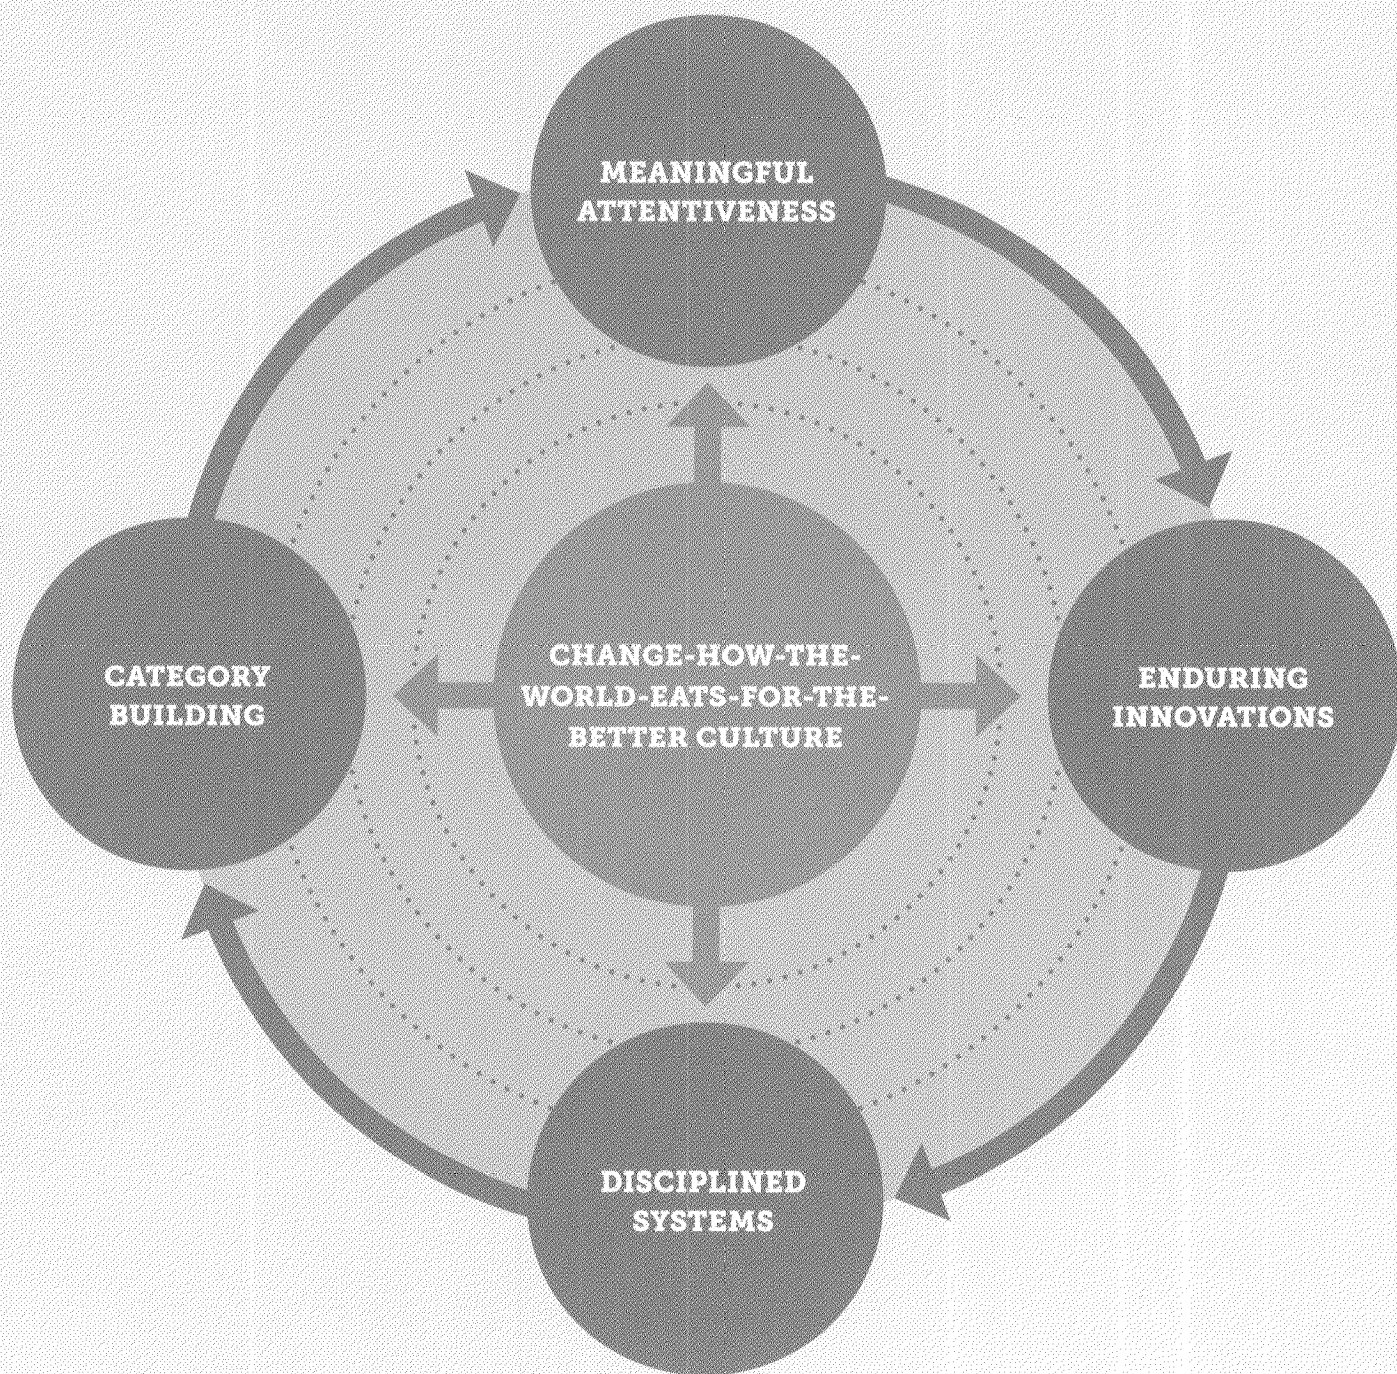 MEANINGFUL
ATTENTIVENESS
CATEGORY
BUILDING
CHANGE-HOW-THE-
WORLD-EATS-FOR-THE-
BETTER CULTURE
ENDURING
INNOVATIONS
DISCIPLINED
SYSTEMS